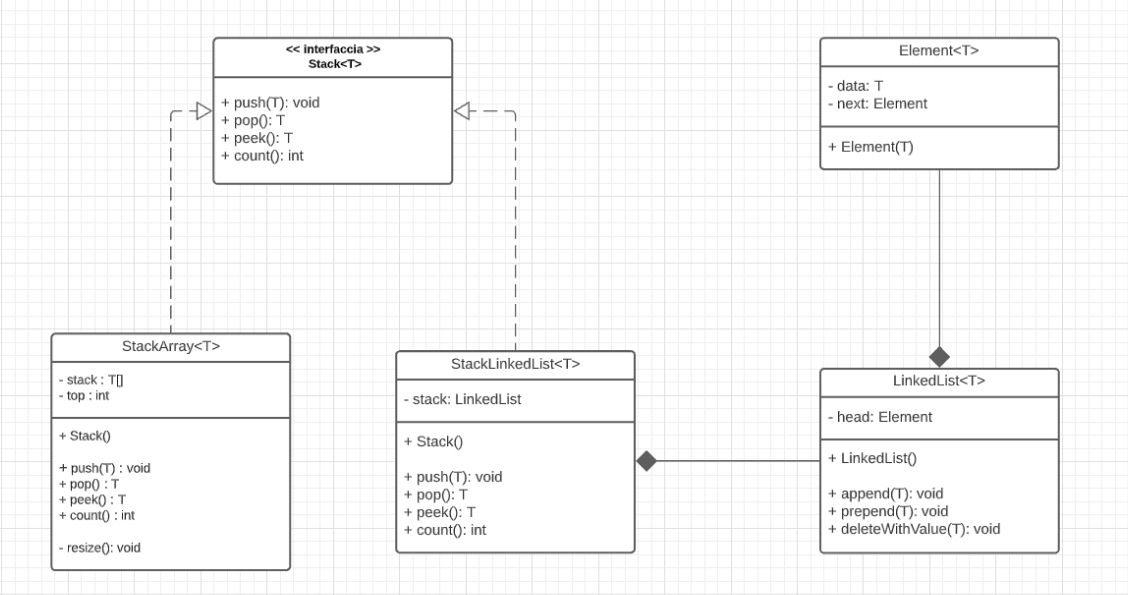 << interfaccia >>
Stack<T>
+ push(T): void
+ pop(): T
+ peek(): T
+ count(): int
Element<T>
- data: T
- next: Element
+ Element(T)
StackArray<T>
- stack : T[]
- top : int
+ Stack()
+ push(T) : void
+ pop() : T
+ peek() : T
+ count() : int
- resize(): void
StackLinkedList<T>
- stack: LinkedList
+ Stack()
+ push(T): void
+ pop(): T
+ peek(): T
+ count(): int
LinkedList<T>
- head: Element
+ LinkedList()
+ append(T): void
+ prepend(T): void
+ deleteWithValue(T): void